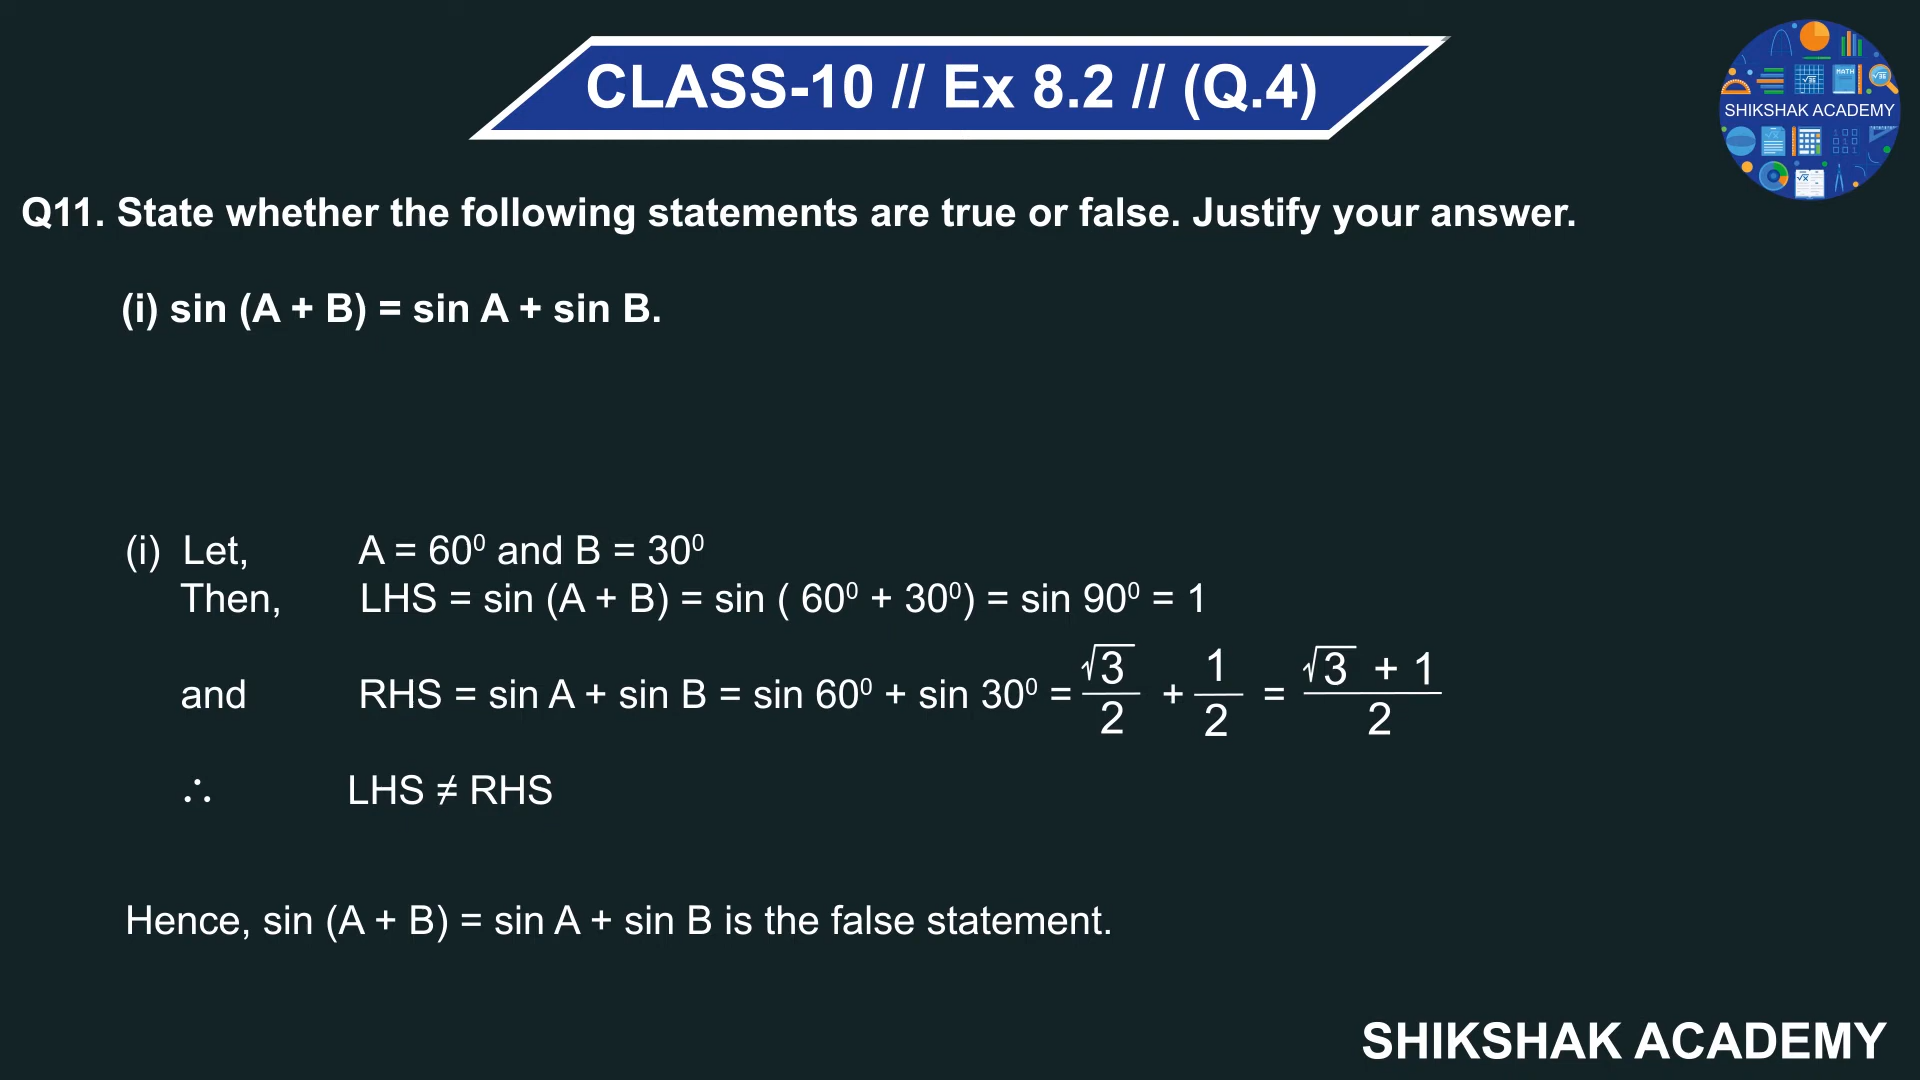 CLASS-10 // Ex 8.2 // (Q.4)
SHIKSHAK ACADEMY
Q11. State whether the following statements are true or false. Justify your answer.
(i) sin (A + B) = sin A + sin B.
(i) Let, A = 60⁰ and B = 30⁰
Then, LHS = sin (A + B) = sin ( 60⁰ + 30⁰) = sin 90⁰ = 1
and RHS = sin A + sin B = sin 60⁰ + sin 30⁰ = √3/2 + 1/2 = (√3 + 1)/2
∴ LHS ≠ RHS
Hence, sin (A + B) = sin A + sin B is the false statement.
SHIKSHAK ACADEMY